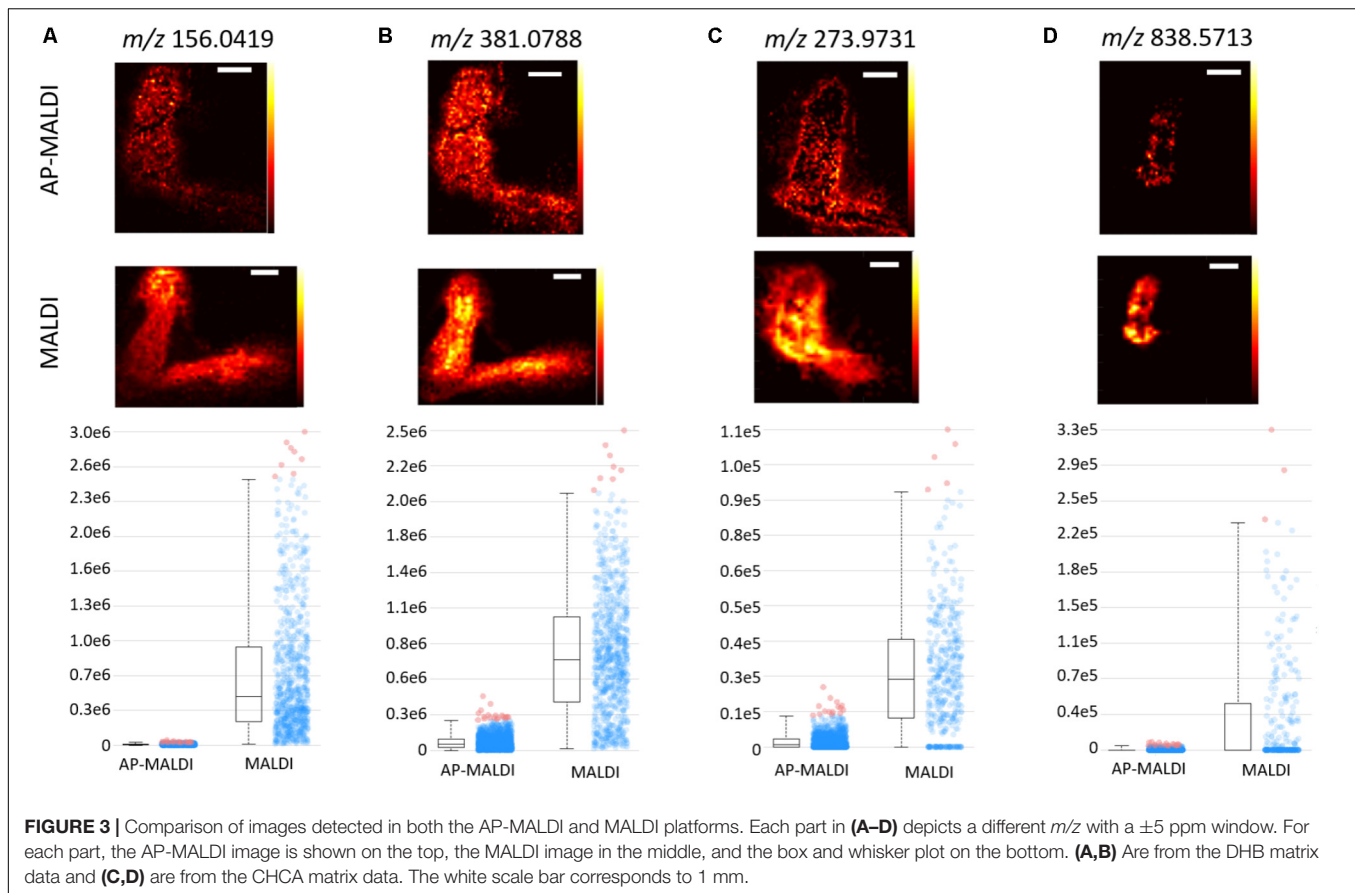 A
m/z 156.0419
B
m/z 381.0788
C
m/z 273.9731
D
m/z 838.5713
AP-MALDI
MALDI
3.0e6
2.6e6
2.3e6
2.0e6
1.6e6
1.3e6
1.0e6
0.7e6
0.3e6
0
AP-MALDI
MALDI
2.5e6
2.2e6
2.0e6
1.8e6
1.4e6
1.1e6
0.8e6
0.6e6
0.3e6
0
AP-MALDI
MALDI
1.1e5
1.0e5
0.9e5
0.8e5
0.6e5
0.5e5
0.4e5
0.3e5
0.1e5
0
AP-MALDI
MALDI
3.3e5
2.9e5
2.5e5
2.2e5
1.8e5
1.5e5
1.1e5
0.7e5
0.4e5
0
AP-MALDI
MALDI
FIGURE 3 | Comparison of images detected in both the AP-MALDI and MALDI platforms. Each part in (A–D) depicts a different m/z with a ±5 ppm window. For
each part, the AP-MALDI image is shown on the top, the MALDI image in the middle, and the box and whisker plot on the bottom. (A,B) Are from the DHB matrix
data and (C,D) are from the CHCA matrix data. The white scale bar corresponds to 1 mm.